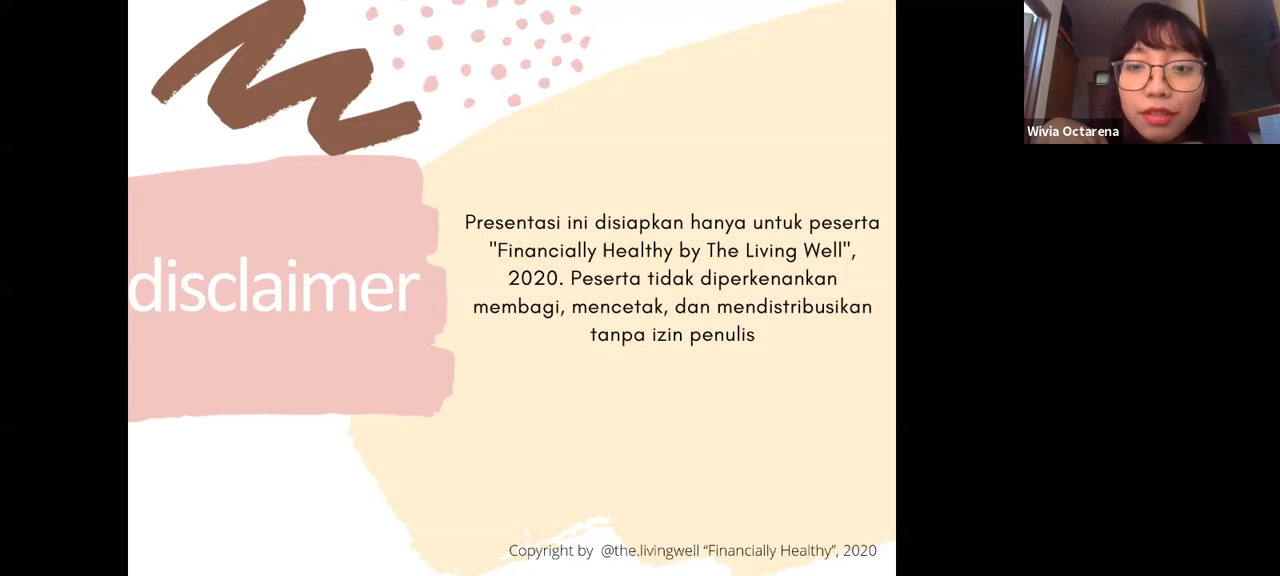 disclaimer
Presentasi ini disiapkan hanya untuk peserta
"Financially Healthy by The Living Well",
2020. Peserta tidak diperkenankan
membagi, mencetak, dan mendistribusikan
tanpa izin penulis
Copyright by @the.livingwell “Financially Healthy”, 2020
Wivia Octarena